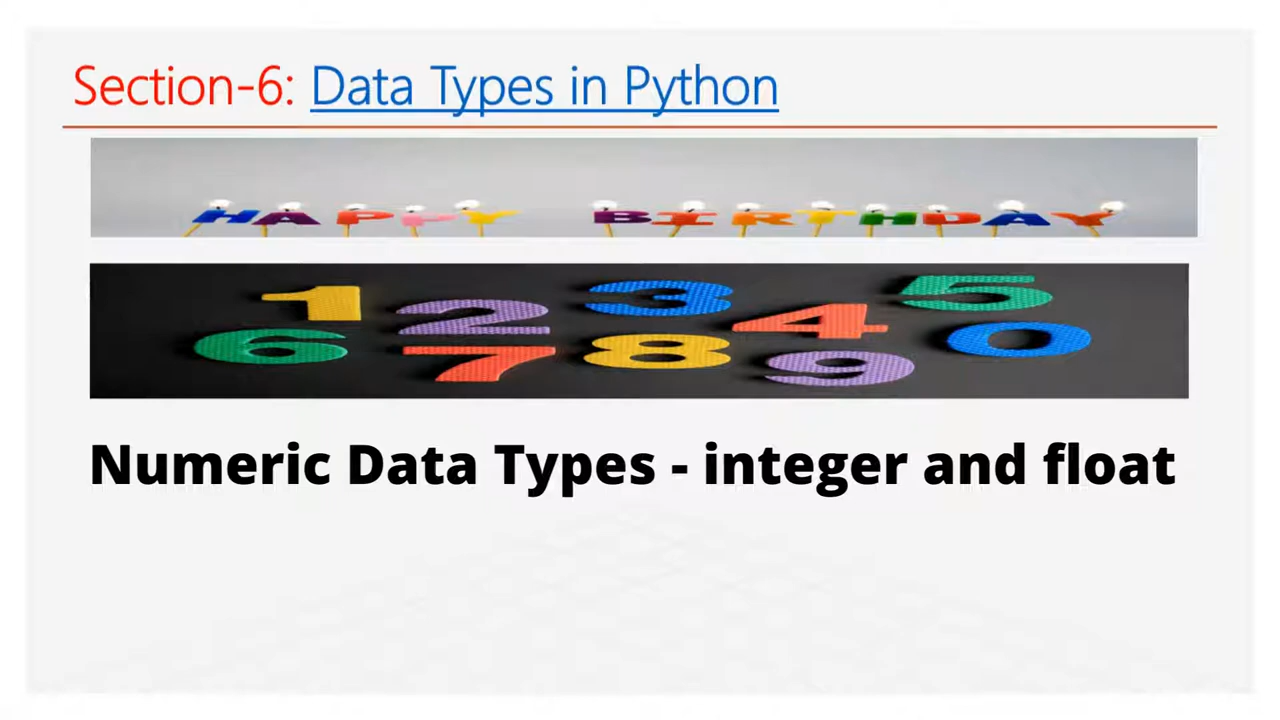 Section-6: Data Types in Python
HAPPY BIRTHDAY
1 2 3 4 5
6 7 8 9 0
Numeric Data Types - integer and float